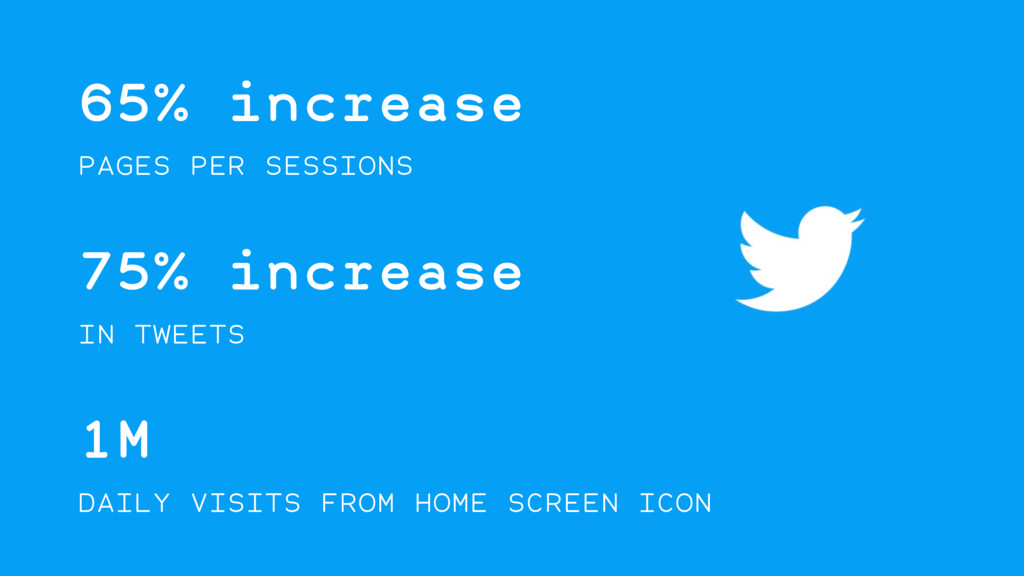 65% increase
PAGES PER SESSIONS
75% increase
IN TWEETS
1M
DAILY VISITS FROM HOME SCREEN ICON